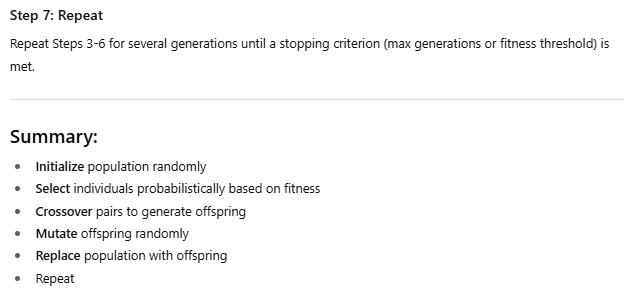 Step 7: Repeat
Repeat Steps 3-6 for several generations until a stopping criterion (max generations or fitness threshold) is
met.
Summary:
• Initialize population randomly
• Select individuals probabilistically based on fitness
• Crossover pairs to generate offspring
• Mutate offspring randomly
• Replace population with offspring
• Repeat